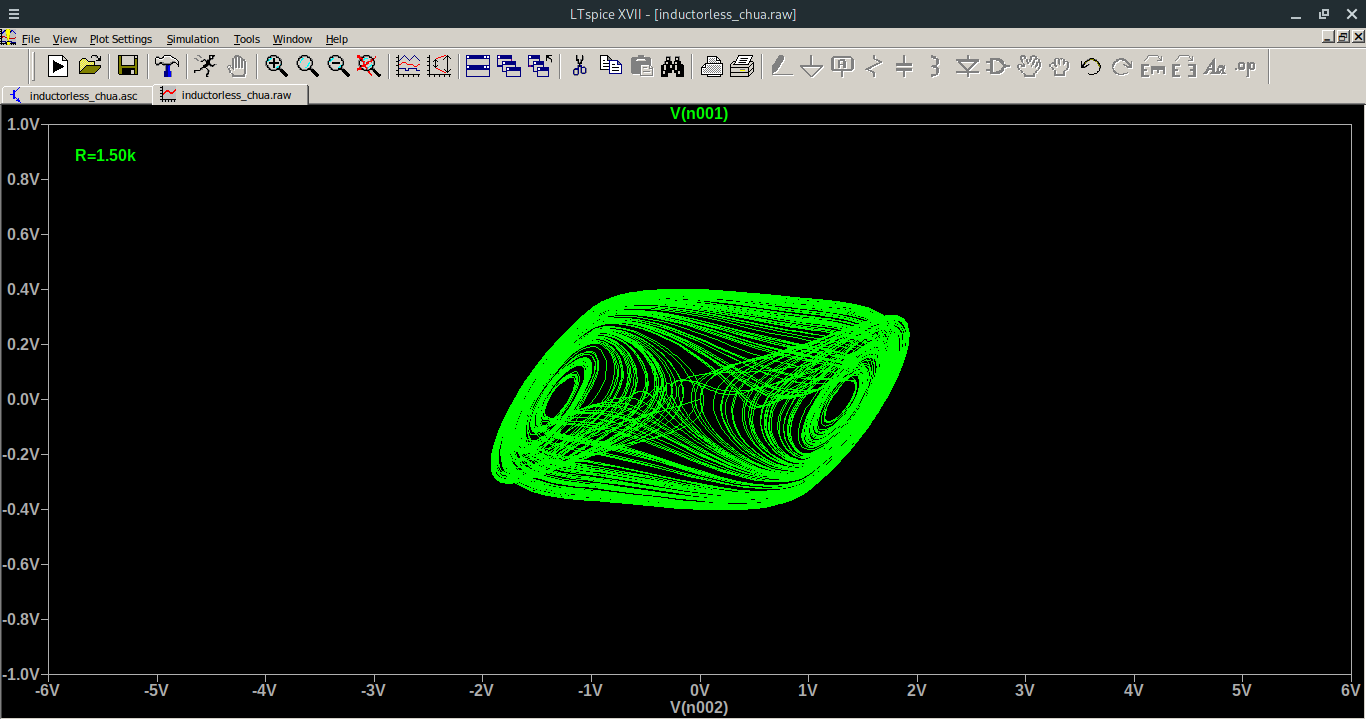 LTspice XVII - [inductorless_chua.raw]
File View Plot Settings Simulation Tools Window Help
inductorless_chua.asc inductorless_chua.raw
V(n001)
1.0V
R=1.50k
0.8V
0.6V
0.4V
0.2V
0.0V
-0.2V
-0.4V
-0.6V
-0.8V
-1.0V
-6V -5V -4V -3V -2V -1V 0V 1V 2V 3V 4V 5V 6V
V(n002)